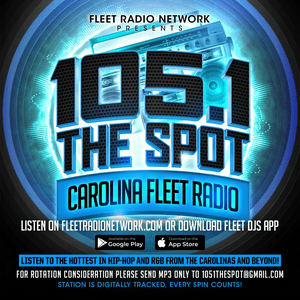 FLEET RADIO NETWORK
PRESENTS
105.1
THE SPOT
CAROLINA FLEET RADIO
LISTEN ON FLEETRADIONETWORK.COM OR DOWNLOAD FLEET DJS APP
Download on the Google Play Download on the App Store
LISTEN TO THE HOTTEST IN HIP-HOP AND R&B FROM THE CAROLINAS AND BEYOND!
FOR ROTATION CONSIDERATION PLEASE SEND MP3 ONLY TO 1051THESPOT@GMAIL.COM
STATION IS DIGITALLY TRACKED, EVERY SPIN COUNTS!